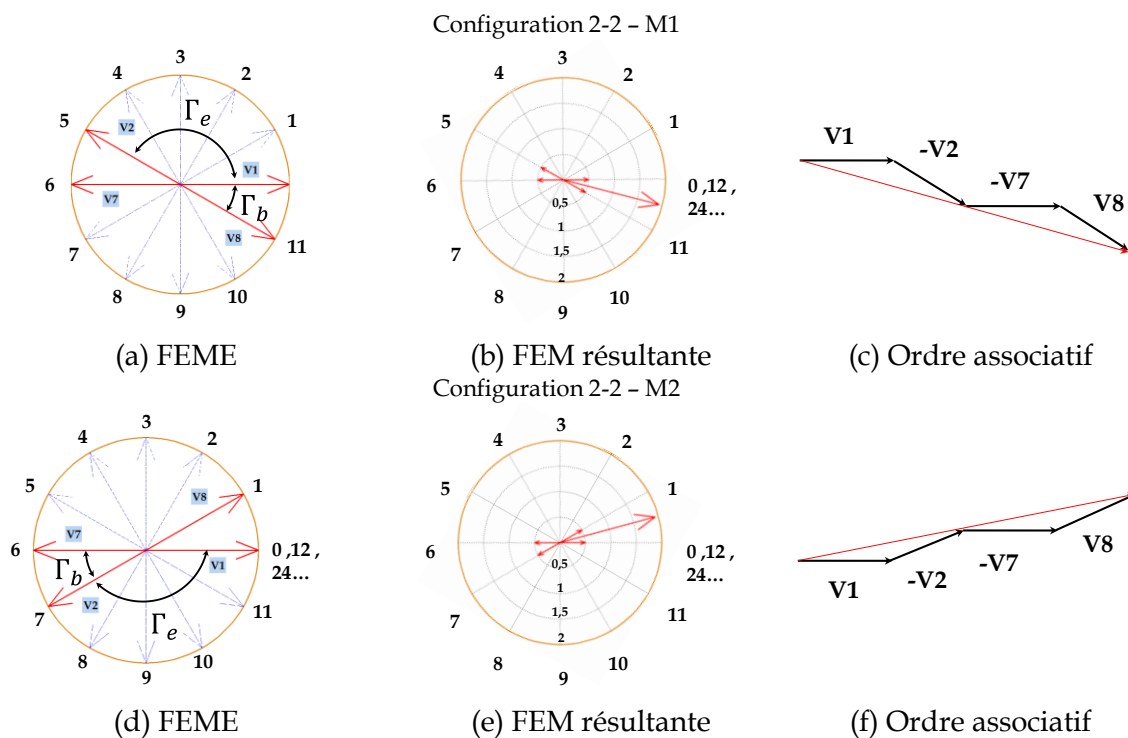 Configuration 2-2 – M1
3
4
2
5
1
6
7
11
8
10
9
V2
V1
V7
V8
Γe
Γb
3
4
2
5
1
6
0 ,12 ,
24...
7
11
8
10
9
0,5
1
1,5
2
V1
-V2
-V7
V8
(a) FEME
(b) FEM résultante
(c) Ordre associatif
Configuration 2-2 – M2
3
4
2
5
1
6
0 ,12 ,
24...
7
11
8
10
9
V8
V7
V1
V2
Γb
Γe
3
4
2
5
1
6
0 ,12 ,
24...
7
11
8
10
9
0,5
1
1,5
2
V1
-V2
-V7
V8
(d) FEME
(e) FEM résultante
(f) Ordre associatif